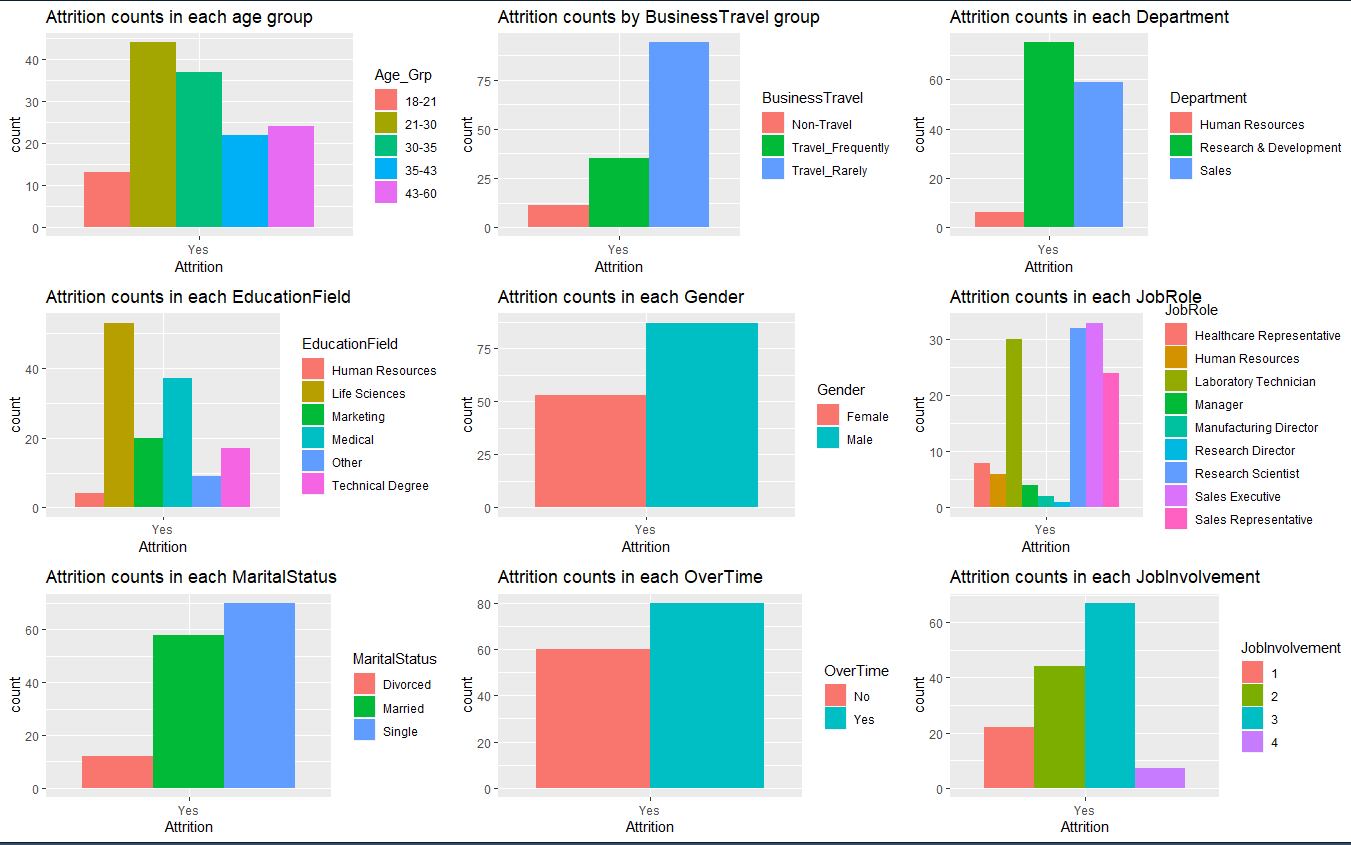 Attrition counts in each age group
count
40
30
20
10
0
Yes
Attrition
Age_Grp
18-21
21-30
30-35
35-43
43-60
Attrition counts by BusinessTravel group
count
75
50
25
0
Yes
Attrition
BusinessTravel
Non-Travel
Travel_Frequently
Travel_Rarely
Attrition counts in each Department
count
60
40
20
0
Yes
Attrition
Department
Human Resources
Research & Development
Sales
Attrition counts in each EducationField
count
40
20
0
Yes
Attrition
EducationField
Human Resources
Life Sciences
Marketing
Medical
Other
Technical Degree
Attrition counts in each Gender
count
75
50
25
0
Yes
Attrition
Gender
Female
Male
Attrition counts in each JobRole
count
30
20
10
0
Yes
Attrition
JobRole
Healthcare Representative
Human Resources
Laboratory Technician
Manager
Manufacturing Director
Research Director
Research Scientist
Sales Executive
Sales Representative
Attrition counts in each MaritalStatus
count
60
40
20
0
Yes
Attrition
MaritalStatus
Divorced
Married
Single
Attrition counts in each OverTime
count
80
60
40
20
0
Yes
Attrition
OverTime
No
Yes
Attrition counts in each JobInvolvement
count
60
40
20
0
Yes
Attrition
JobInvolvement
1
2
3
4